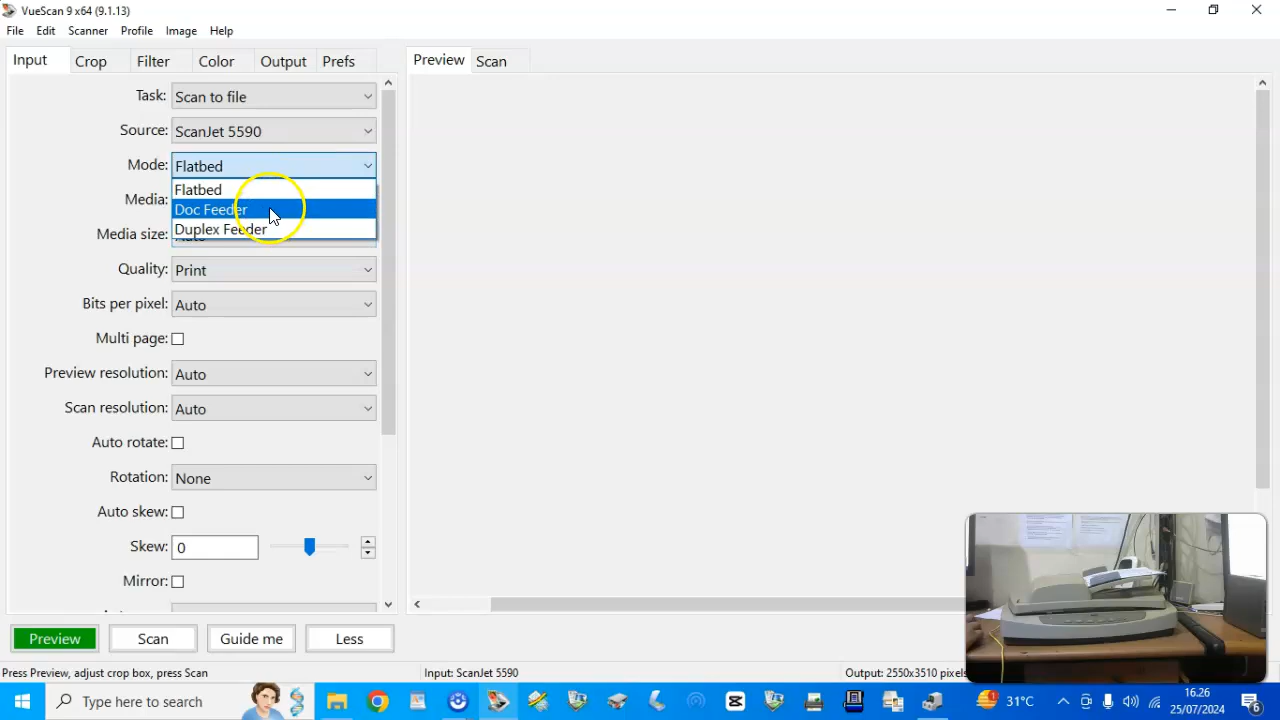 VueScan 9 x64 (9.1.13)
File Edit Scanner Profile Image Help
Input Crop Filter Color Output Prefs
Preview Scan
Task: Scan to file
Source: ScanJet 5590
Mode: Flatbed
Flatbed
Media:
Doc Feeder
Duplex Feeder
Media size: Auto
Quality: Print
Bits per pixel: Auto
Multi page:
Preview resolution: Auto
Scan resolution: Auto
Auto rotate:
Rotation: None
Auto skew:
Skew: 0
Mirror:
Preview Scan Guide me Less
Press Preview, adjust crop box, press Scan
Input: ScanJet 5590
Output: 2550x3510 pixels
Type here to search
31°C
16.26
25/07/2024
6